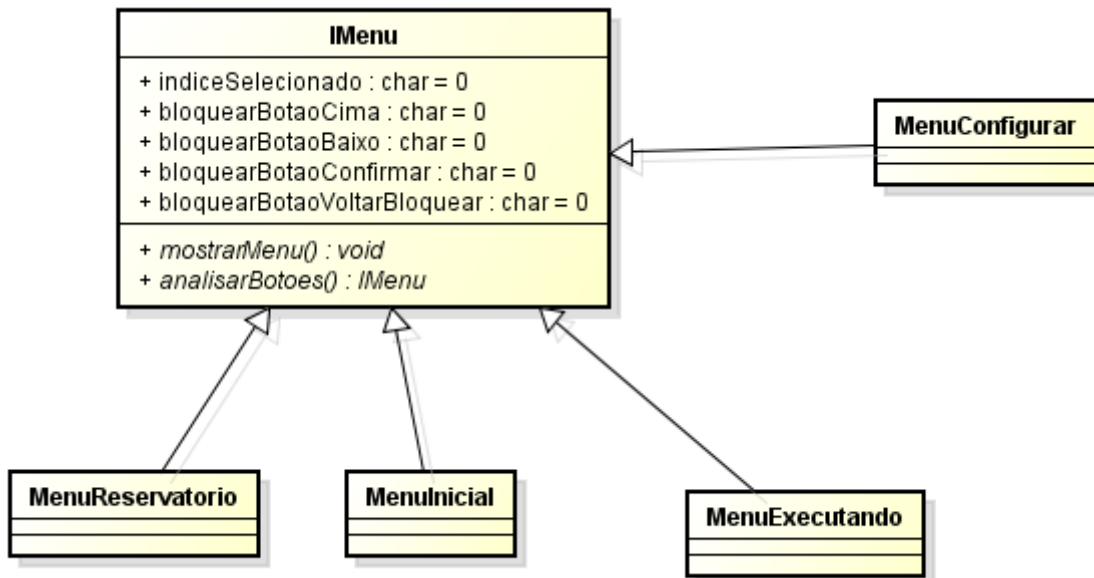 IMenu
+ indiceSelecionado : char = 0
+ bloquearBotaoCima : char = 0
+ bloquearBotaoBaixo : char = 0
+ bloquearBotaoConfirmar : char = 0
+ bloquearBotaoVoltarBloquear : char = 0
+ mostrarMenu() : void
+ analisarBotoes() : IMenu
MenuConfigurar
MenuReservatorio
MenuInicial
MenuExecutando